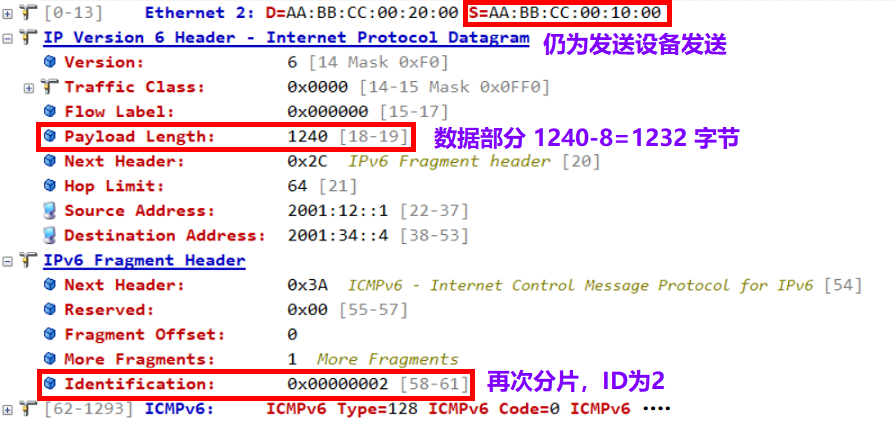 [0-13] Ethernet 2: D=AA:BB:CC:00:20:00 S=AA:BB:CC:00:10:00
IP Version 6 Header - Internet Protocol Datagram 仍为发送设备发送
Version: 6 [14 Mask 0xF0]
Traffic Class: 0x0000 [14-15 Mask 0x0FF0]
Flow Label: 0x000000 [15-17]
Payload Length: 1240 [18-19] 数据部分 1240-8=1232 字节
Next Header: 0x2C IPv6 Fragment header [20]
Hop Limit: 64 [21]
Source Address: 2001:12::1 [22-37]
Destination Address: 2001:34::4 [38-53]
IPv6 Fragment Header
Next Header: 0x3A ICMPv6 - Internet Control Message Protocol for IPv6 [54]
Reserved: 0x00 [55-57]
Fragment Offset: 0
More Fragments: 1 More Fragments
Identification: 0x00000002 [58-61] 再次分片，ID为2
[62-1293] ICMPv6: ICMPv6 Type=128 ICMPv6 Code=0 ICMPv6 ····